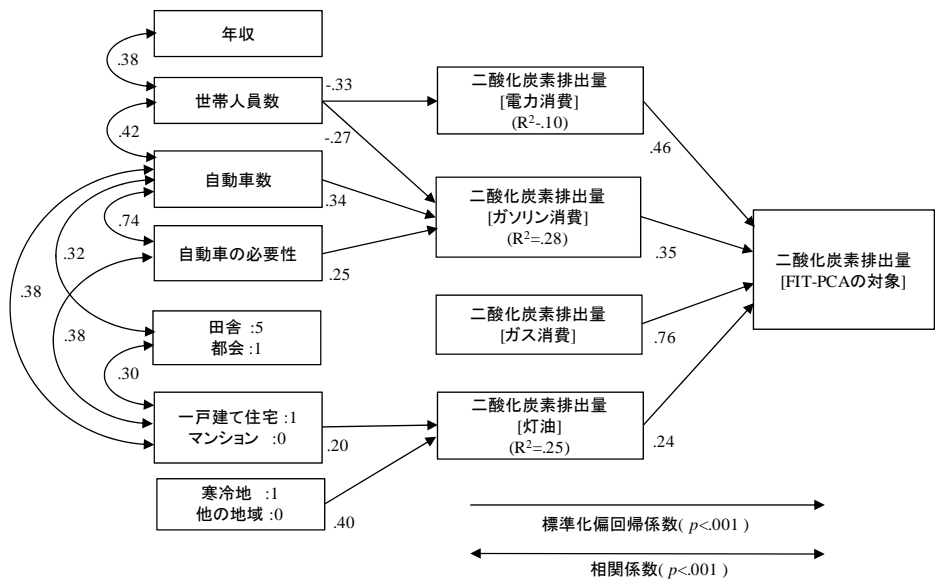 年収
.38
世帯人員数
-.33
-.27
.42
自動車数
.34
.74
自動車の必要性
.25
.32
.38
.38
田舎 :5
都会 :1
.30
一戸建て住宅 :1
マンション :0
.20
寒冷地 :1
他の地域 :0
.40
二酸化炭素排出量
[電力消費]
(R²-.10)
.46
二酸化炭素排出量
[ガソリン消費]
(R²=.28)
.35
二酸化炭素排出量
[ガス消費]
.76
二酸化炭素排出量
[灯油]
(R²=.25)
.24
二酸化炭素排出量
[FIT-PCAの対象]
標準化偏回帰係数( p<.001 )
相関係数( p<.001 )